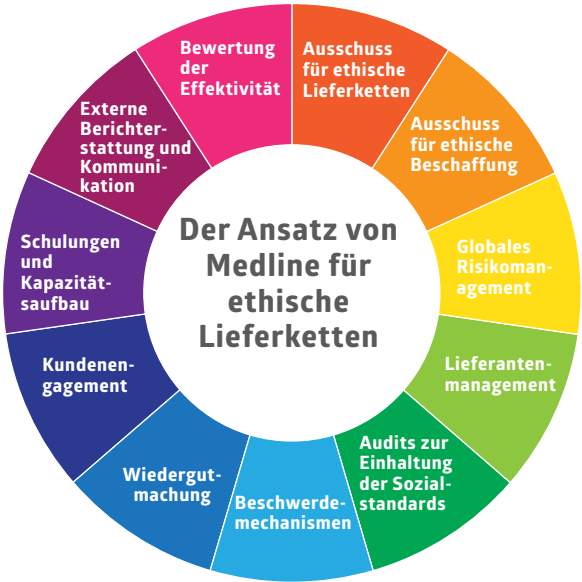 Bewertung
der
Effektivität
Ausschuss
für ethische
Lieferketten
Ausschuss
für ethische
Beschaffung
Globales
Risikoman-
agement
Lieferanten-
management
Audits zur
Einhaltung
der Sozial-
standards
Beschwerde-
mechanismen
Wiedergut-
machung
Kundenen-
gagement
Schulungen
und
Kapazität-
saufbau
Externe
Berichter-
stattung und
Kommuni-
kation
Der Ansatz von
Medline für
ethische
Lieferketten